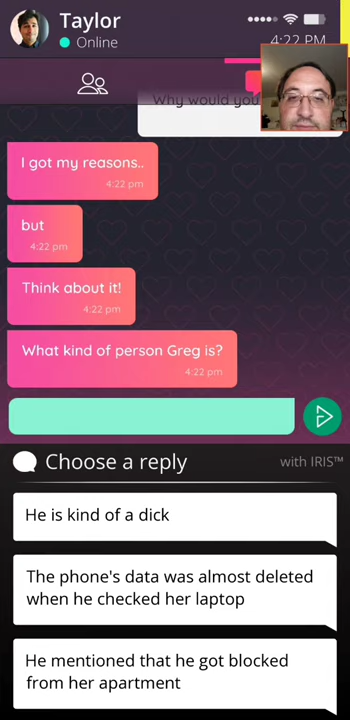 Taylor
Online
4:22 PM
Why would you
I got my reasons..
4:22 pm
but
4:22 pm
Think about it!
4:22 pm
What kind of person Greg is?
4:22 pm
Choose a reply
with IRIS™
He is kind of a dick
The phone's data was almost deleted
when he checked her laptop
He mentioned that he got blocked
from her apartment